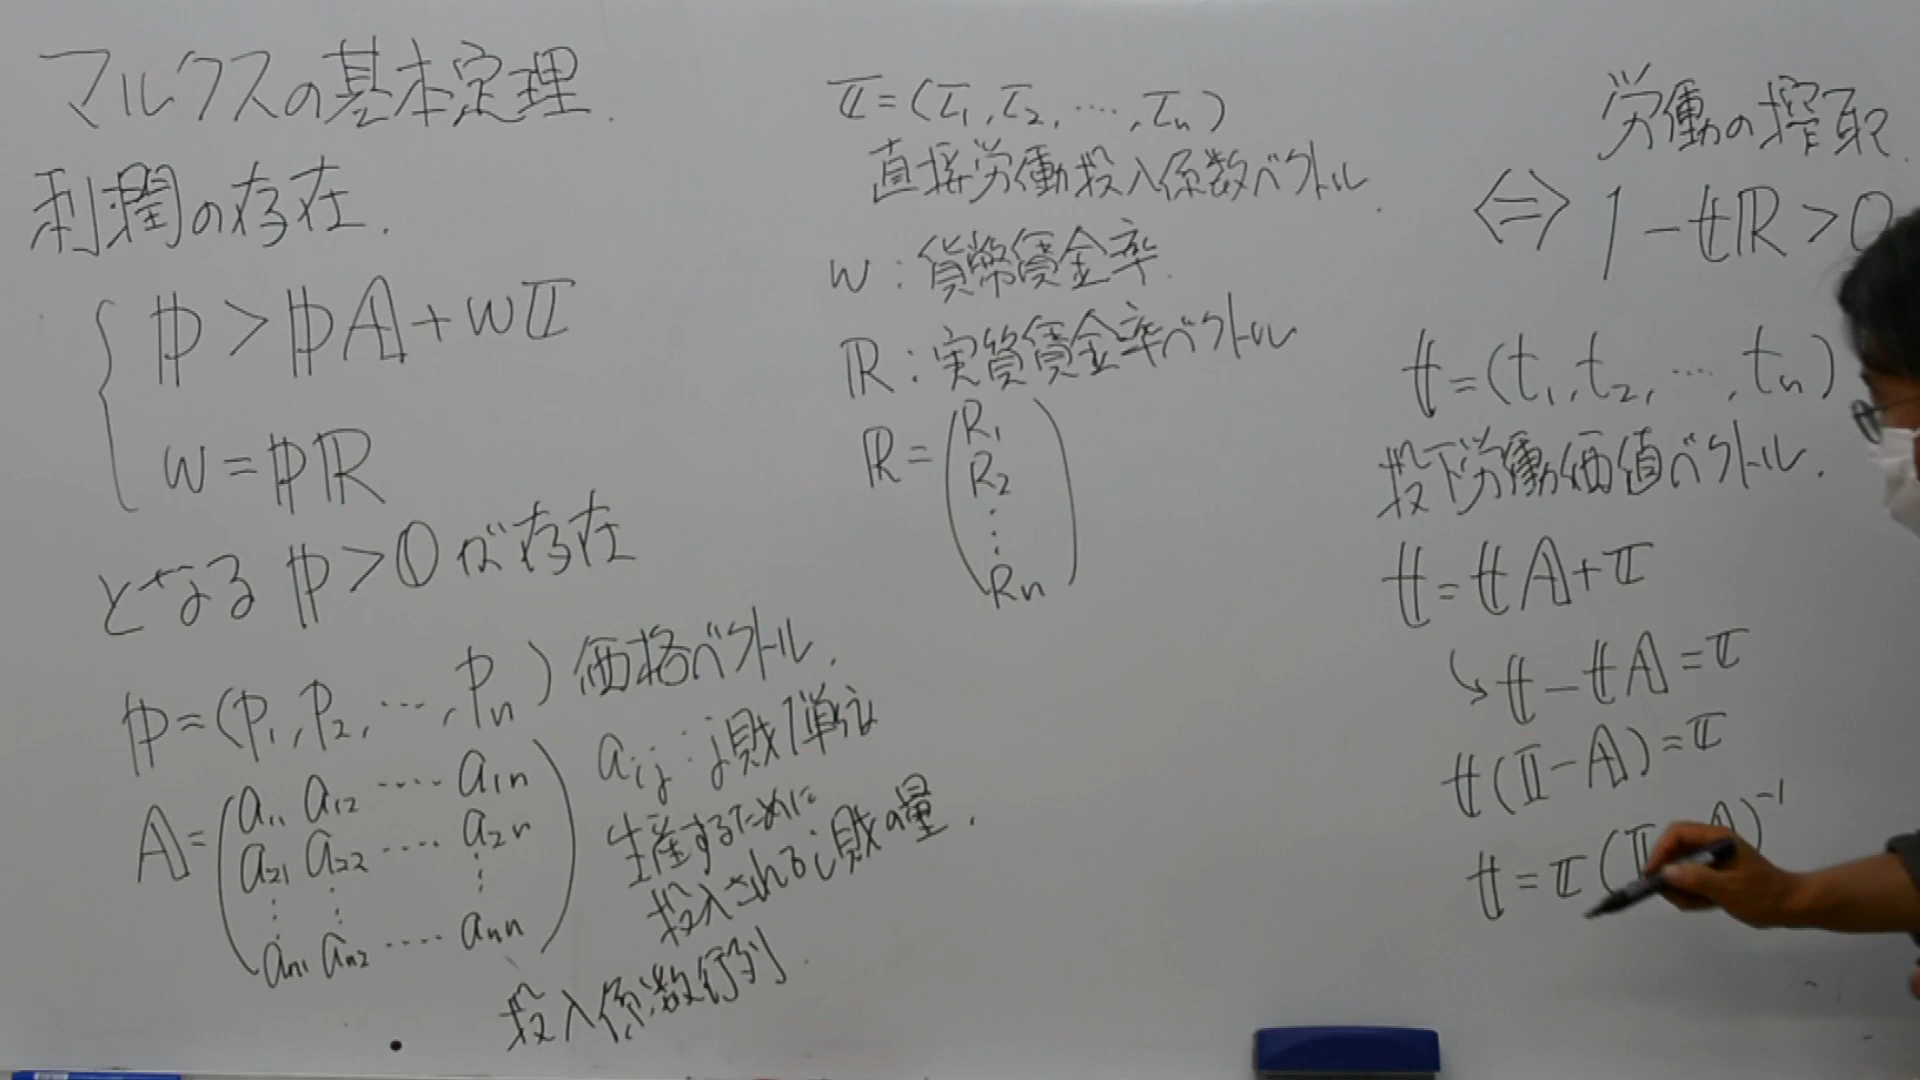 マルクスの基本定理.
利潤の存在.
ℙ > ℙ𝔸 + wτ
w = ℙℝ
となる ℙ > 𝟘 が存在
ℙ = (p₁, p₂, …, pₙ) 価格ベクトル.
𝔸 = (a₁₁ a₁₂ ‥‥ a₁ₙ
a₂₁ a₂₂ ‥‥ a₂ₙ
⋮ ⋮ ⋮
aₙ₁ aₙ₂ ‥‥ aₙₙ)
aᵢⱼ : j財1単位
生産するために
投入されるi財の量.
投入係数行列.
τ = (τ₁, τ₂, …, τₙ)
直接労働投入係数ベクトル.
w : 貨幣賃金率.
ℝ : 実質賃金率ベクトル
ℝ = (R₁
R₂
⋮
Rₙ)
労働の搾取
⇔ 1 − 𝕥ℝ > 0
𝕥 = (t₁, t₂, …, tₙ)
投下労働価値ベクトル.
𝕥 = 𝕥𝔸 + τ
↳ 𝕥 − 𝕥𝔸 = τ
𝕥(𝕀 − 𝔸) = τ
𝕥 = τ(𝕀 − 𝔸)⁻¹